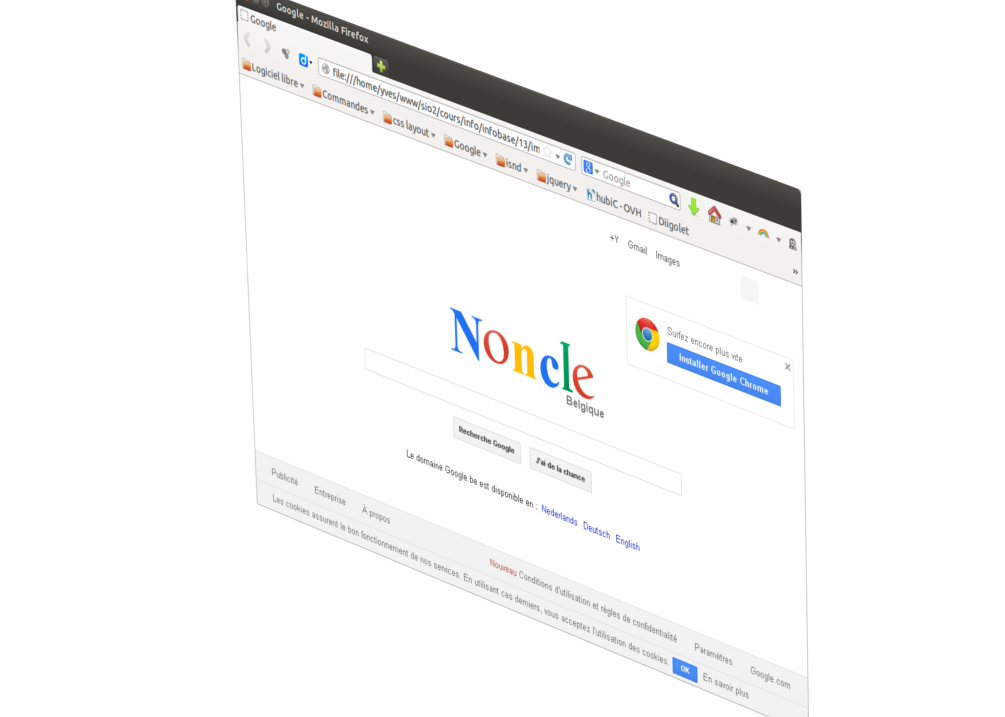 Google - Mozilla Firefox
Google
file:///home/yves/www/sio2/cours/info/infobase/13/im
Google
Logiciel libre
Commandes
css layout
Google
isnd
jquery
hubiC - OVH
Diigolet
»
+Y Gmail Images
Surfez encore plus vite
Installer Google Chrome
Noncle
Belgique
Recherche Google
J'ai de la chance
Le domaine Google.be est disponible en : Nederlands Deutsch English
Publicité Entreprise À propos
Nouveau Conditions d'utilisation et règles de confidentialité Paramètres Google.com
Les cookies assurent le bon fonctionnement de nos services. En utilisant ces derniers, vous acceptez l'utilisation des cookies. OK En savoir plus